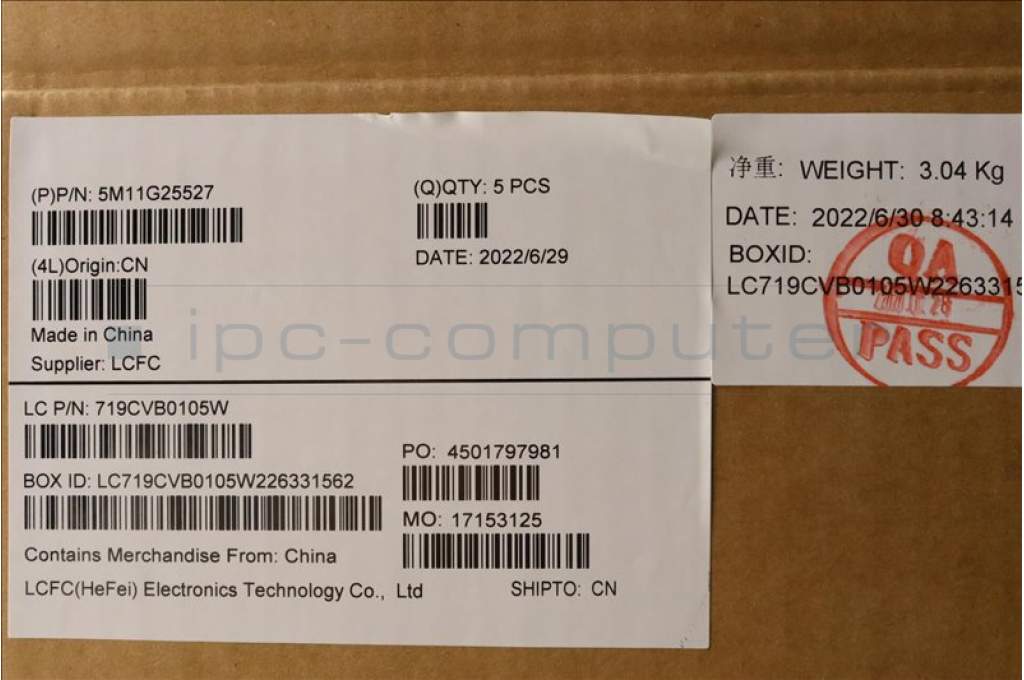 (P)P/N: 5M11G25527
(Q)QTY: 5 PCS
(4L)Origin:CN
DATE: 2022/6/29
Made in China
Supplier: LCFC
LC P/N: 719CVB0105W
PO: 4501797981
BOX ID: LC719CVB0105W226331562
MO: 17153125
Contains Merchandise From: China
LCFC(HeFei) Electronics Technology Co., Ltd
SHIPTO: CN
净重: WEIGHT: 3.04 Kg
DATE: 2022/6/30 8:43:14
BOXID:
LC719CVB0105W2263315
QA
PASS
ipc-compute